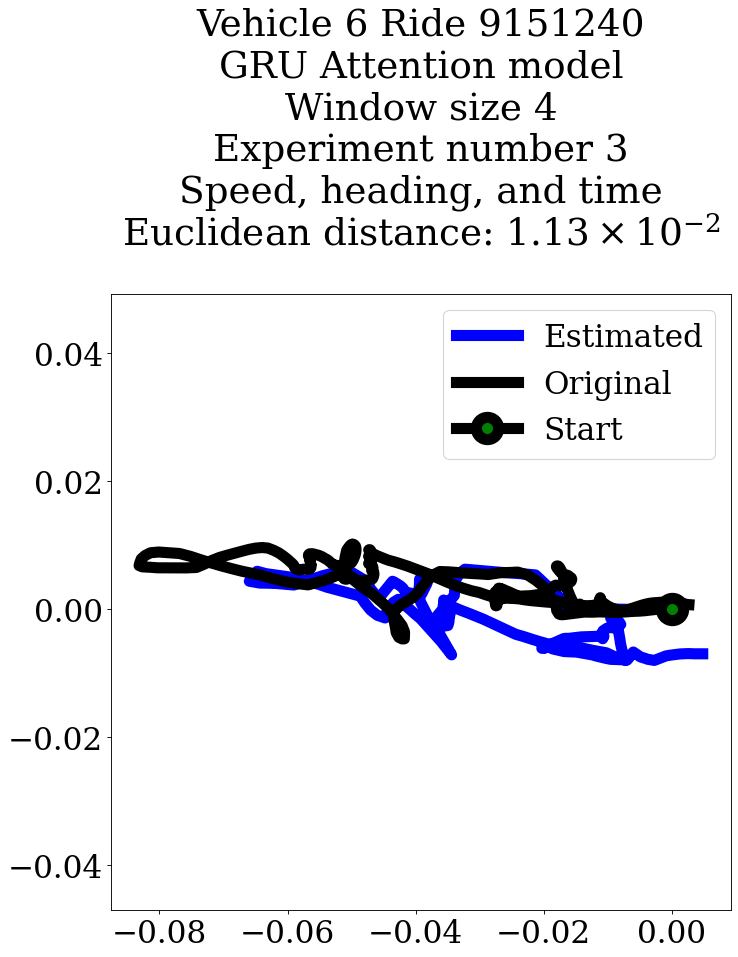 Vehicle 6 Ride 9151240
GRU Attention model
Window size 4
Experiment number 3
Speed, heading, and time
Euclidean distance: 1.13 × 10⁻²
Estimated
Original
Start
0.04
0.02
0.00
−0.02
−0.04
−0.08 −0.06 −0.04 −0.02 0.00